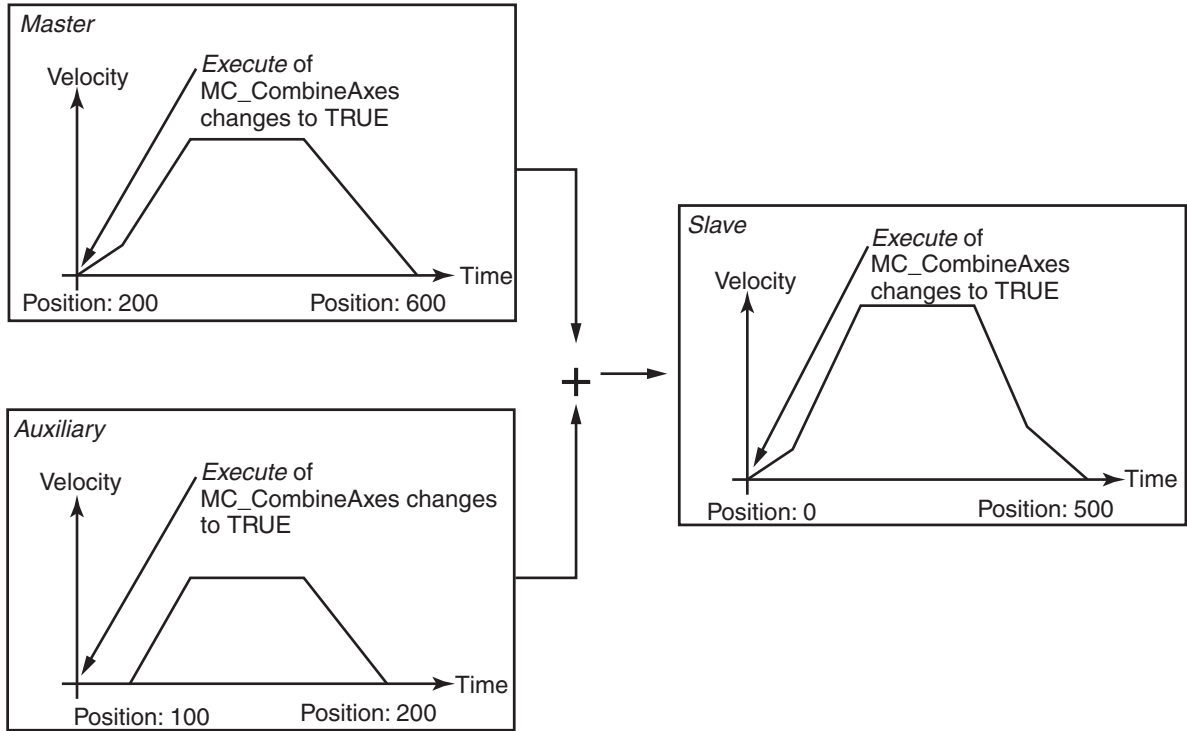 Master
Velocity
Execute of
MC_CombineAxes
changes to TRUE
Time
Position: 200
Position: 600
Auxiliary
Velocity
Execute of
MC_CombineAxes changes
to TRUE
Time
Position: 100
Position: 200
+
Slave
Velocity
Execute of
MC_CombineAxes
changes to TRUE
Time
Position: 0
Position: 500